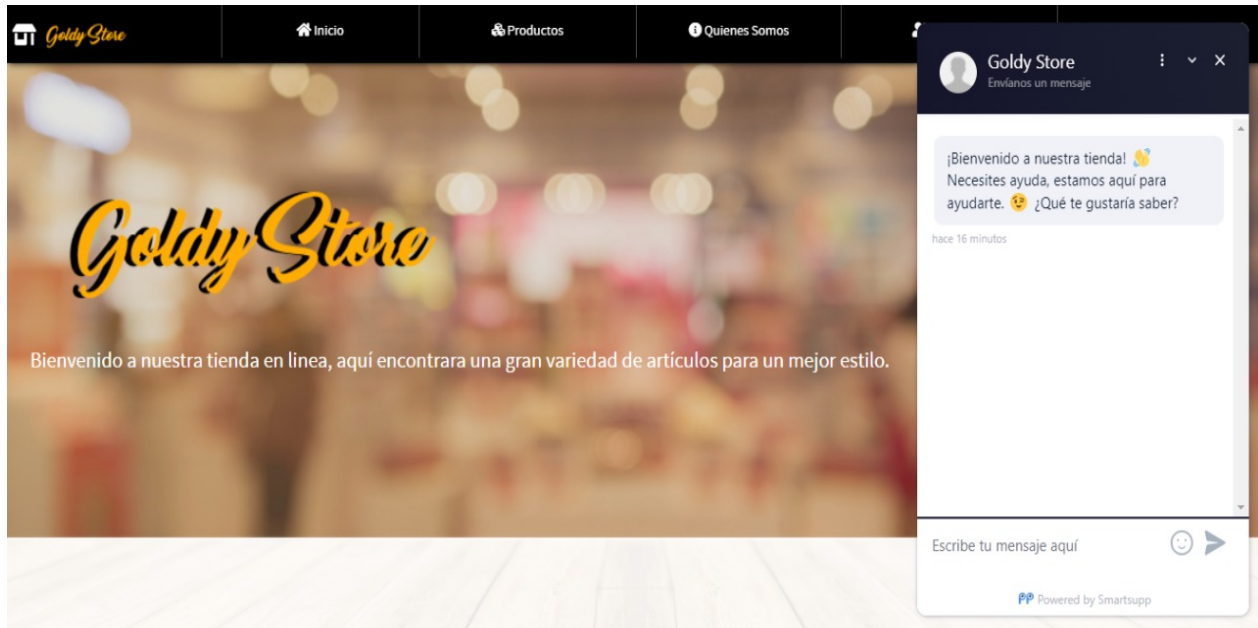 Goldy Store
Inicio
Productos
Quienes Somos
Goldy Store
Bienvenido a nuestra tienda en linea, aquí encontrara una gran variedad de artículos para un mejor estilo.
Goldy Store
Envíanos un mensaje
¡Bienvenido a nuestra tienda! 👋
Necesites ayuda, estamos aquí para
ayudarte. 😉 ¿Qué te gustaría saber?
hace 16 minutos
Escribe tu mensaje aquí
Powered by Smartsupp